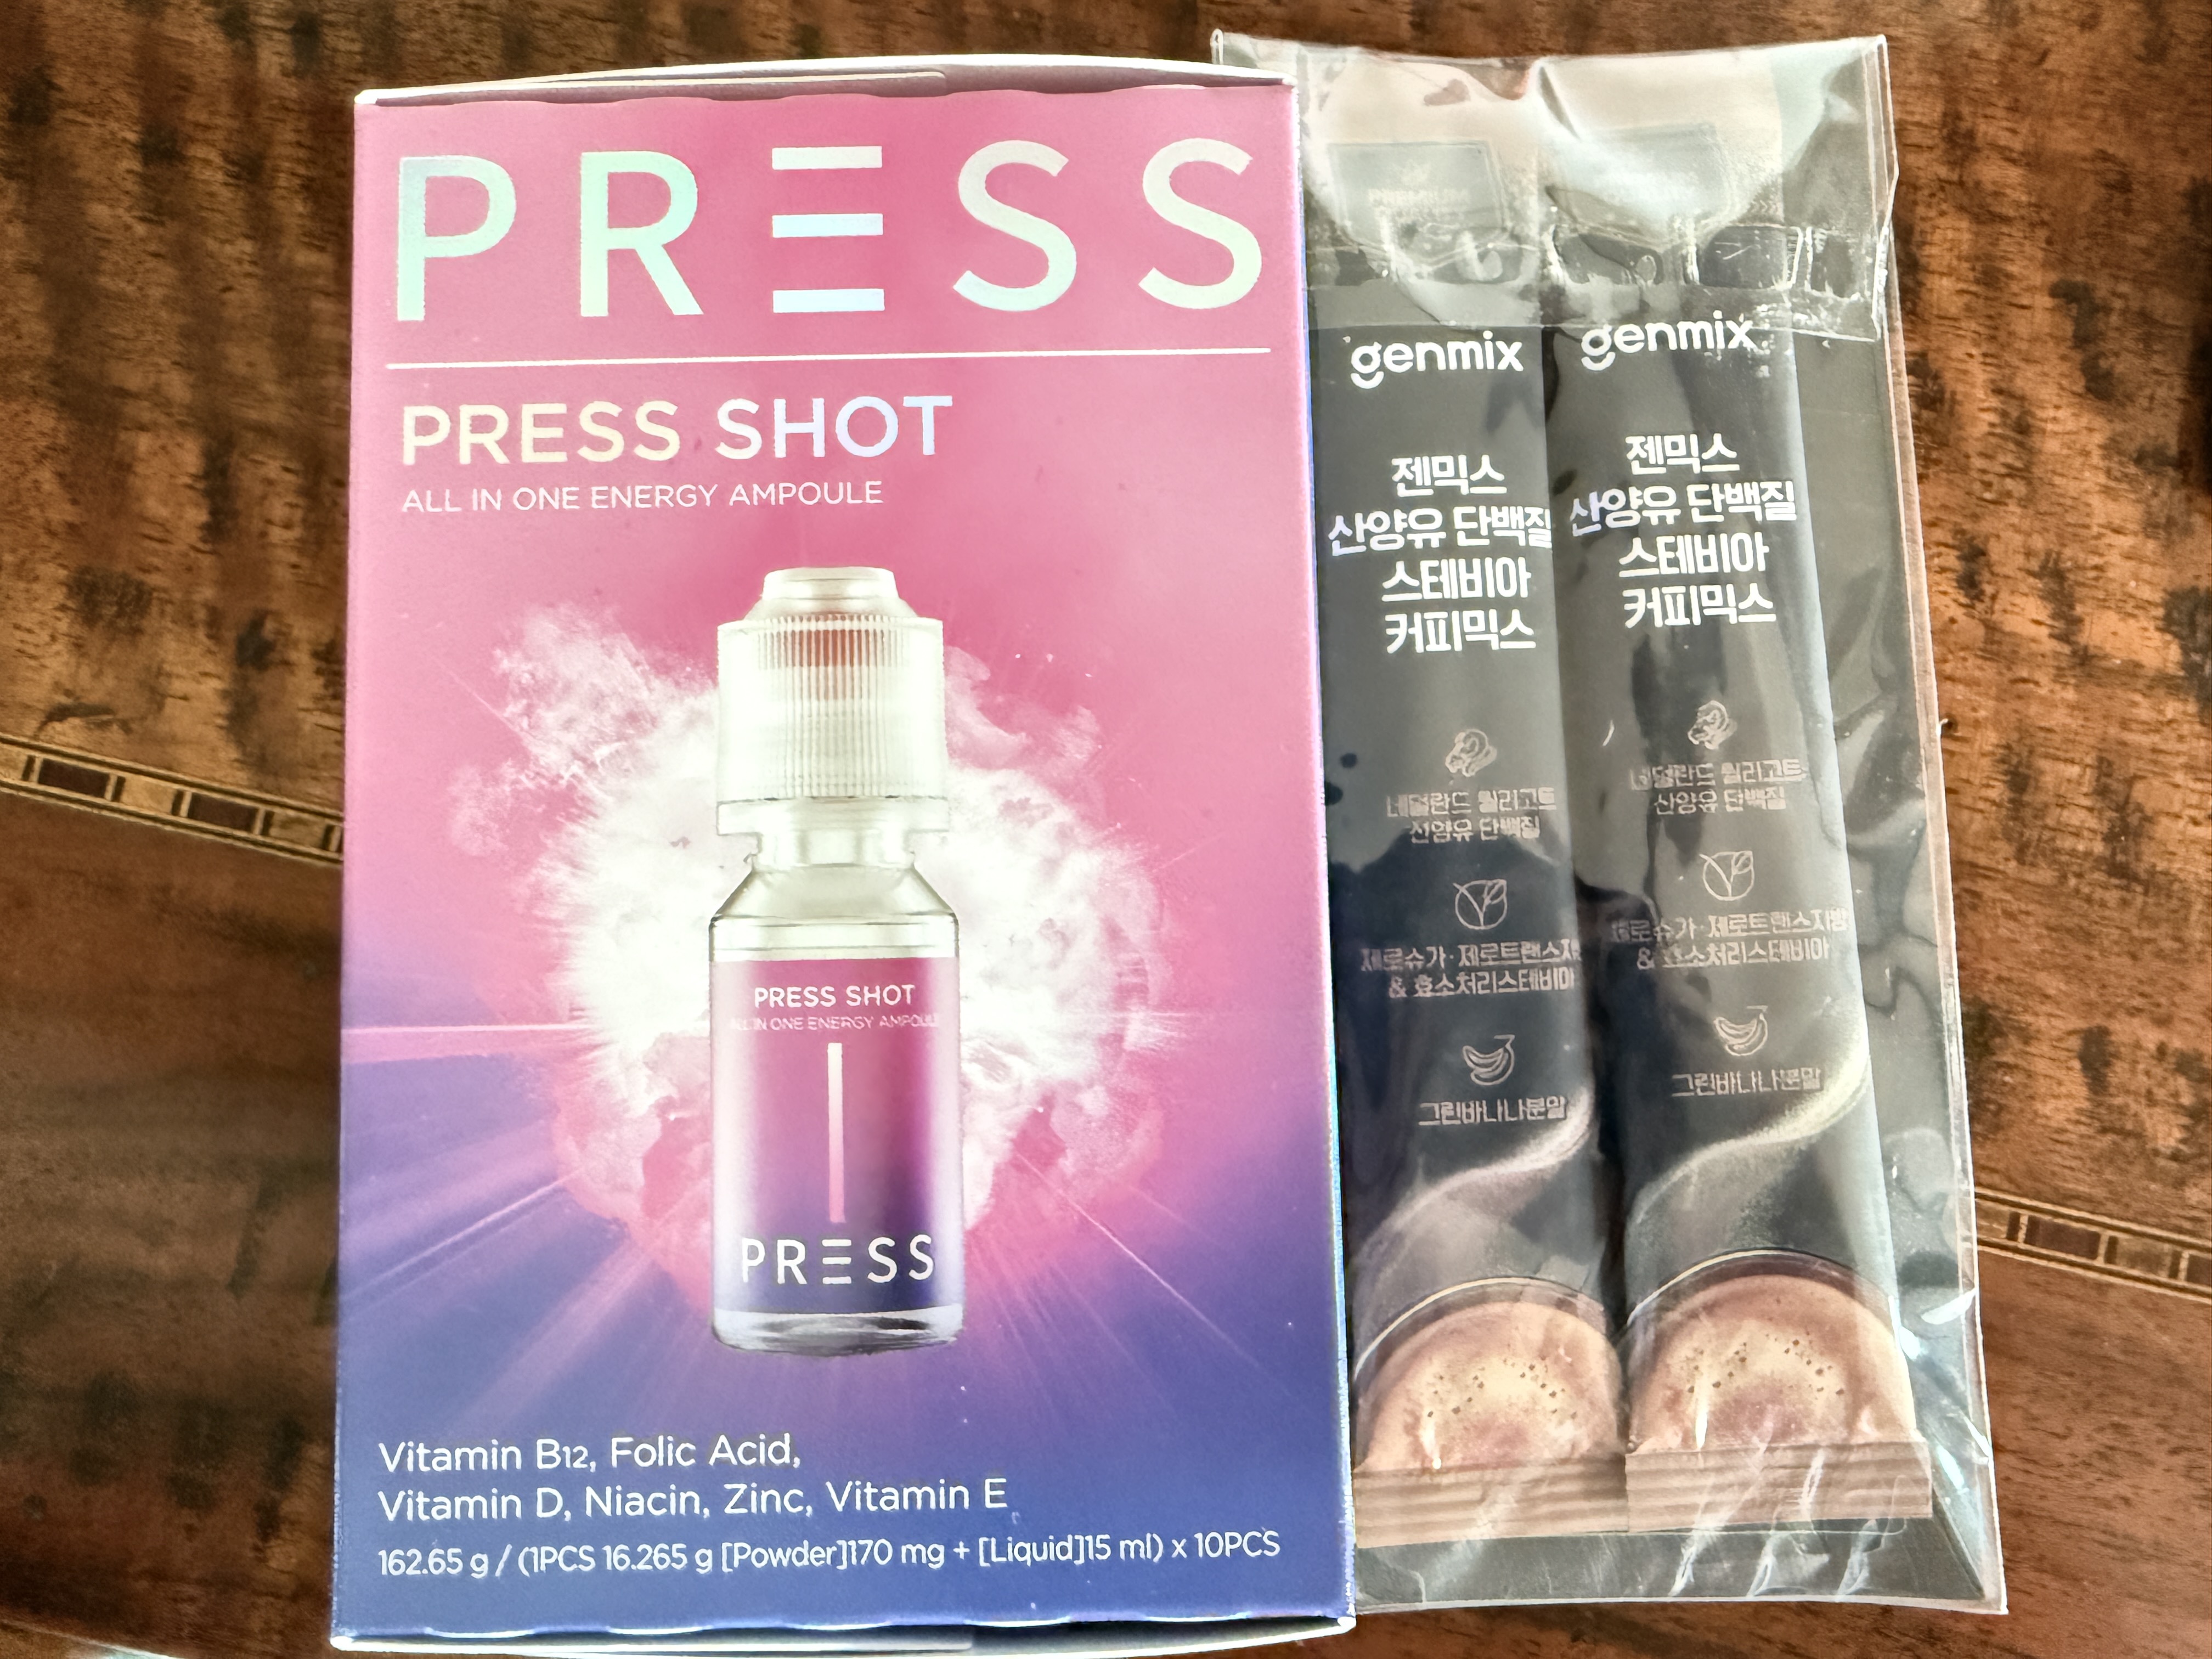 PRESS
PRESS SHOT
ALL IN ONE ENERGY AMPOULE
PRESS SHOT
ALL IN ONE ENERGY AMPOULE
PRESS
Vitamin B12, Folic Acid,
Vitamin D, Niacin, Zinc, Vitamin E
162.65 g / (1PCS 16.265 g [Powder]170 mg + [Liquid]15 ml) x 10PCS
genmix
젠믹스
산양유 단백질
스테비아
커피믹스
네덜란드 윌리고트
산양유 단백질
제로슈가·제로트랜스지
& 효소처리스테비아
그린바나나분말
genmix
젠믹스
산양유 단백질
스테비아
커피믹스
네덜란드 윌리고트
산양유 단백질
제로슈가·제로트랜스지방
& 효소처리스테비아
그린바나나분말